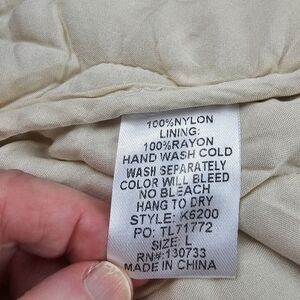 100%NYLON
LINING:
100%RAYON
HAND WASH COLD
WASH SEPARATELY
COLOR WILL BLEED
NO BLEACH
HANG TO DRY
STYLE: K6200
PO: TL71772
SIZE: L
RN#:130733
MADE IN CHINA